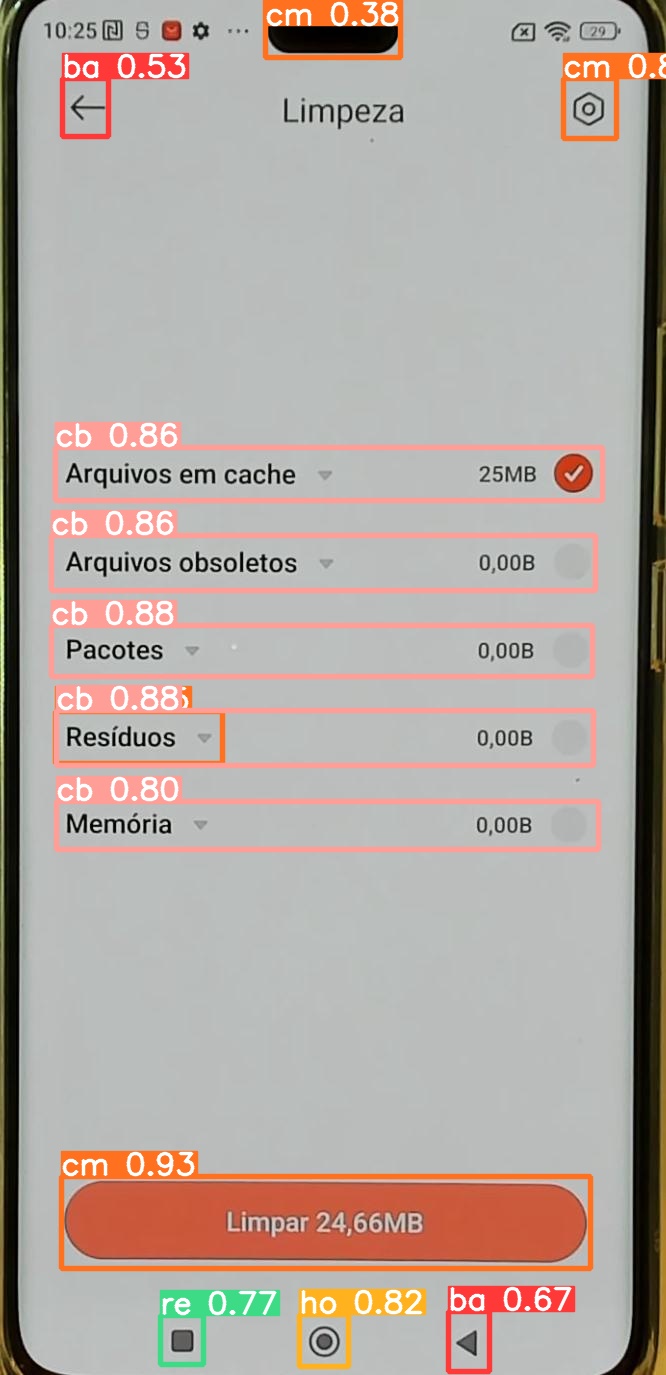 10:25 ... 29
cm 0.38
ba 0.53
cm 0.8
Limpeza
cb 0.86
Arquivos em cache 25MB
cb 0.86
Arquivos obsoletos 0,00B
cb 0.88
Pacotes 0,00B
cb 0.88
Resíduos 0,00B
cb 0.80
Memória 0,00B
cm 0.93
Limpar 24,66MB
re 0.77 ho 0.82 ba 0.67